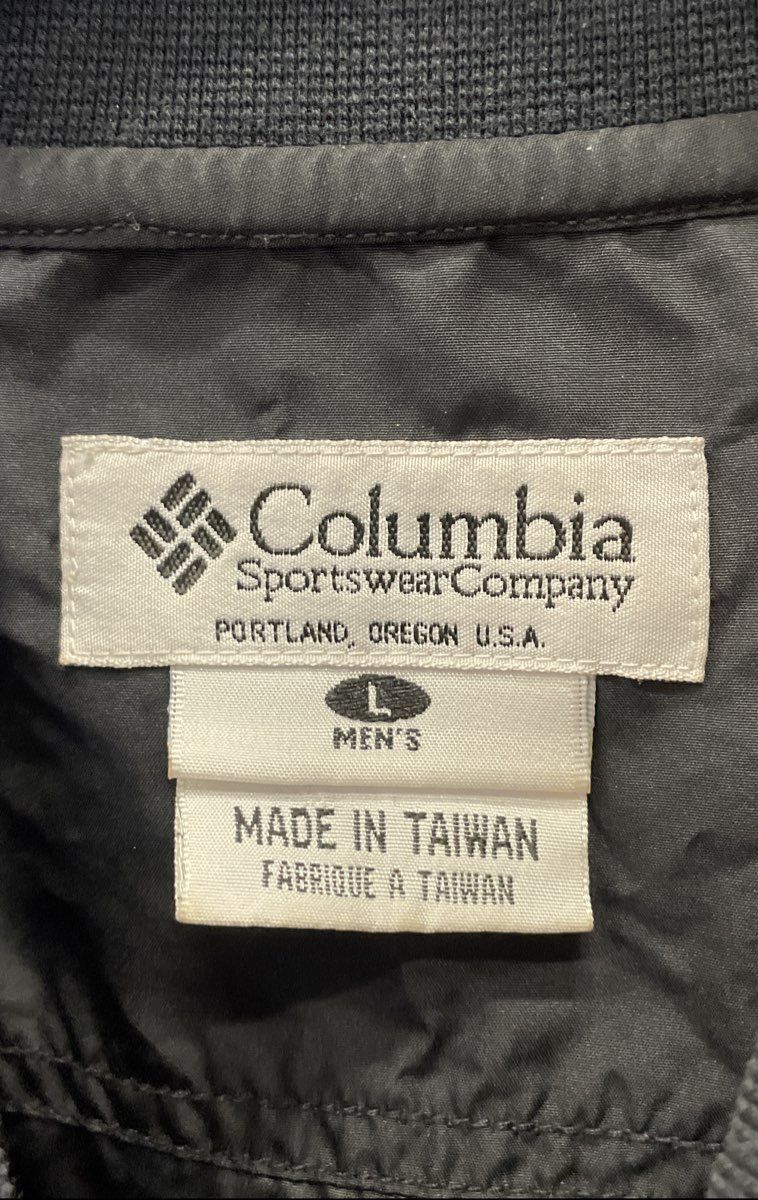 Columbia
SportswearCompany
PORTLAND, OREGON U.S.A.
L
MEN'S
MADE IN TAIWAN
FABRIQUE A TAIWAN